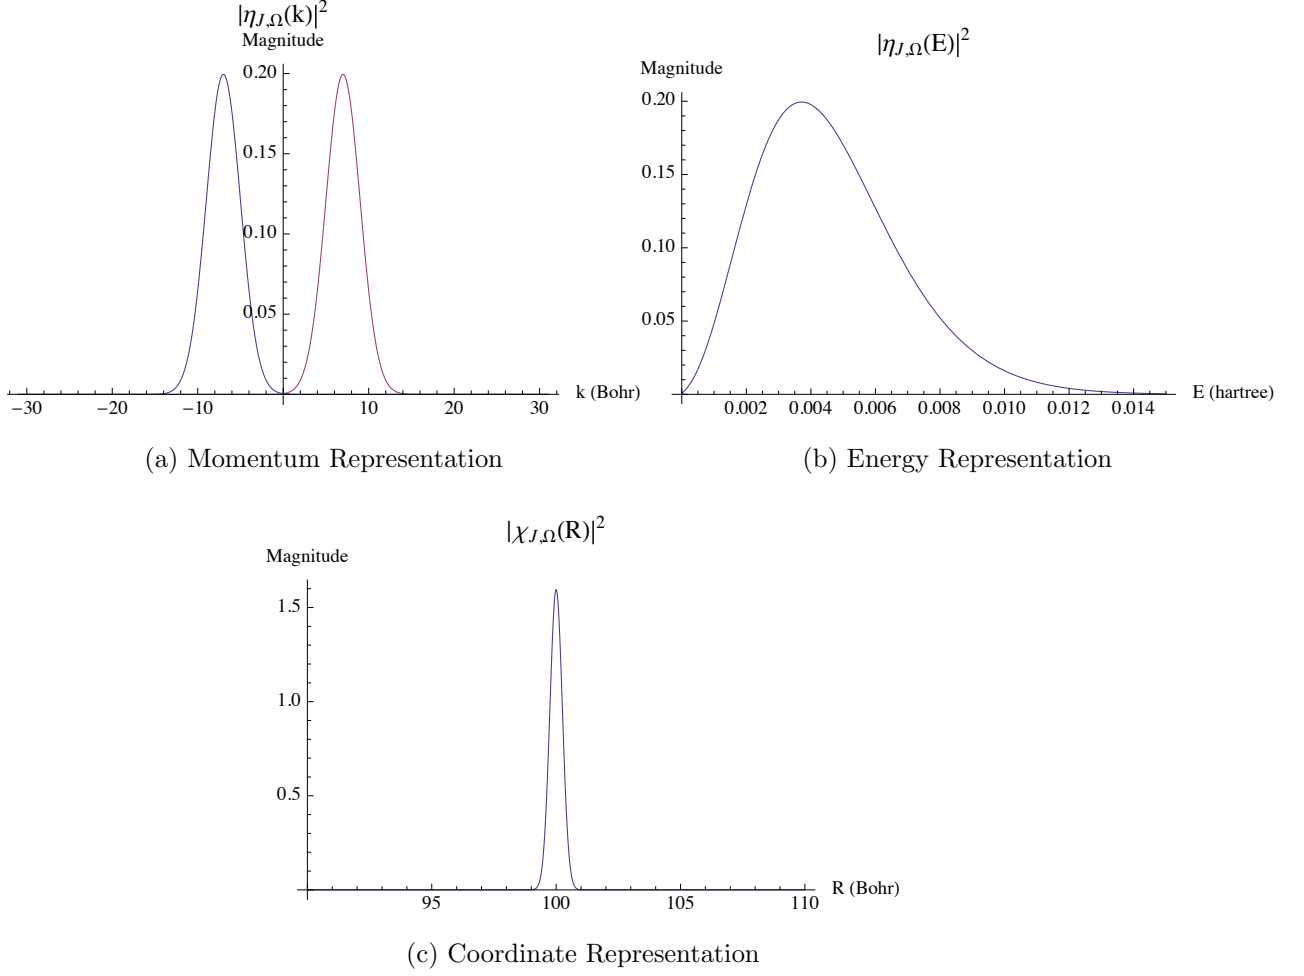 |η_{J,Ω}(k)|²
Magnitude
0.20
0.15
0.10
0.05
−30 −20 −10 10 20 30
k (Bohr)
(a) Momentum Representation
|η_{J,Ω}(E)|²
Magnitude
0.20
0.15
0.10
0.05
0.002 0.004 0.006 0.008 0.010 0.012 0.014
E (hartree)
(b) Energy Representation
|χ_{J,Ω}(R)|²
Magnitude
1.5
1.0
0.5
95 100 105 110
R (Bohr)
(c) Coordinate Representation